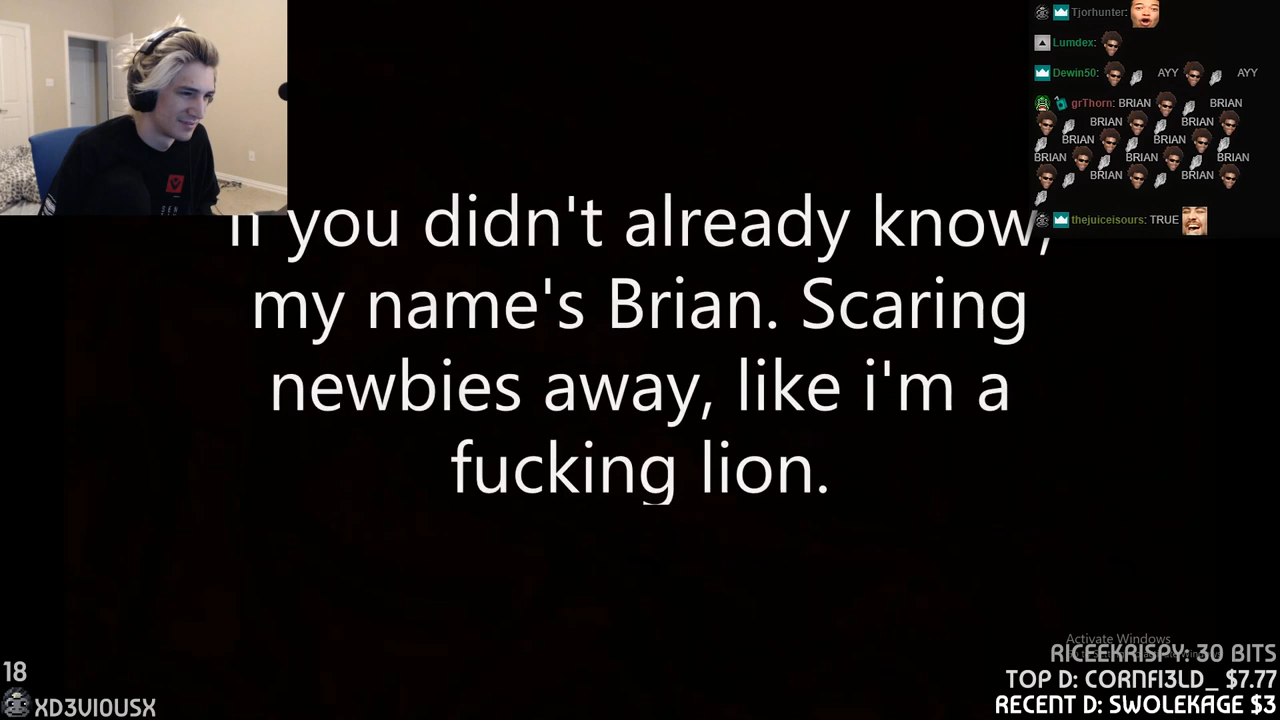 Tjorhunter:
Lumdex:
Dewin50: AYY AYY
grThorn: BRIAN BRIAN
BRIAN BRIAN
BRIAN BRIAN
BRIAN BRIAN BRIAN
BRIAN BRIAN
thejuiceisours: TRUE
If you didn't already know,
my name's Brian. Scaring
newbies away, like i'm a
fucking lion.
Activate Windows
RICEEKRISPY: 30 BITS
TOP D: CORNFI3LD_ $7.77
RECENT D: SWOLEKAGE $3
18
XD3VI0USX